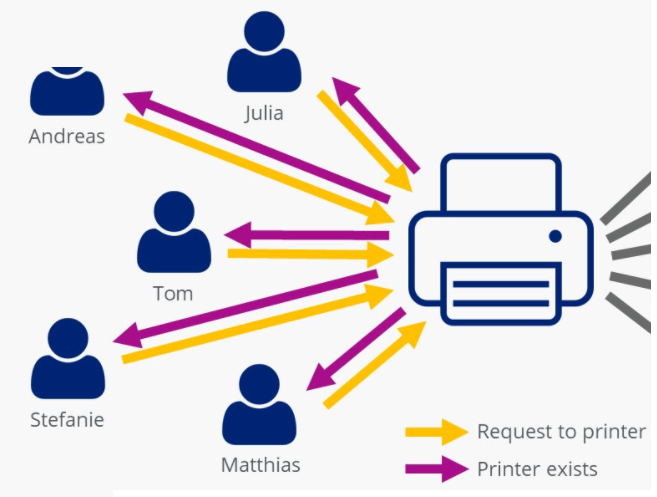 Julia
Andreas
Tom
Stefanie
Matthias
Request to printer
Printer exists